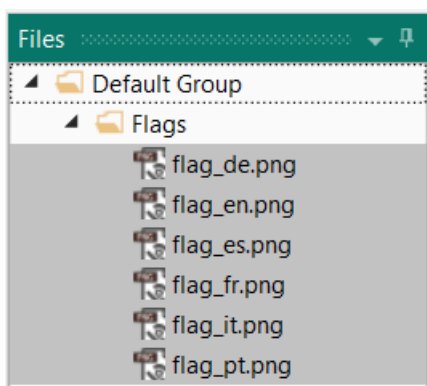 Files
Default Group
Flags
flag_de.png
flag_en.png
flag_es.png
flag_fr.png
flag_it.png
flag_pt.png